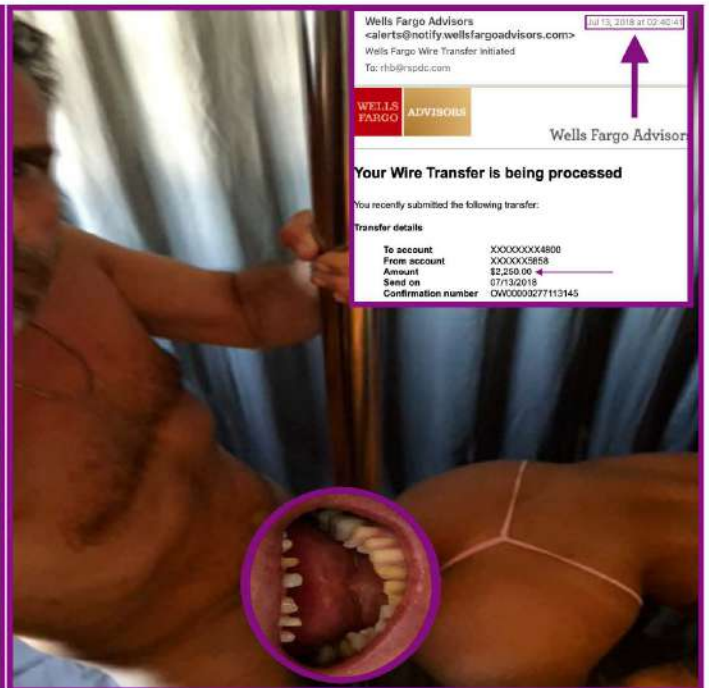 Wells Fargo Advisors
Jul 13, 2018 at 02:40:41
<alerts@notify.wellsfargoadvisors.com>
Wells Fargo Wire Transfer Initiated
To: rhb@rspdc.com
WELLS FARGO ADVISORS
Wells Fargo Advisors
Your Wire Transfer is being processed
You recently submitted the following transfer:
Transfer details
To account XXXXXXXX4800
From account XXXXXX5858
Amount $2,250.00
Send on 07/13/2018
Confirmation number OW00000277113145